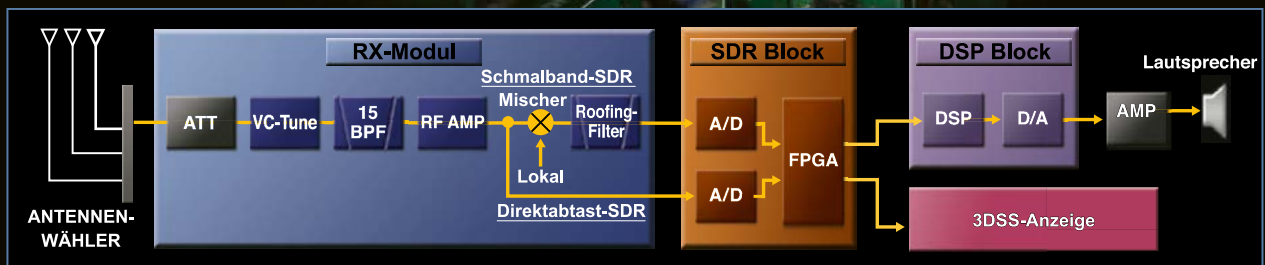 RX-Modul
SDR Block
DSP Block
Lautsprecher
Schmalband-SDR
Mischer
ATT
VC-Tune
15
BPF
RF AMP
Roofing-
Filter
A/D
FPGA
DSP
D/A
AMP
Lokal
A/D
Direktabtast-SDR
3DSS-Anzeige
ANTENNEN-
WÄHLER